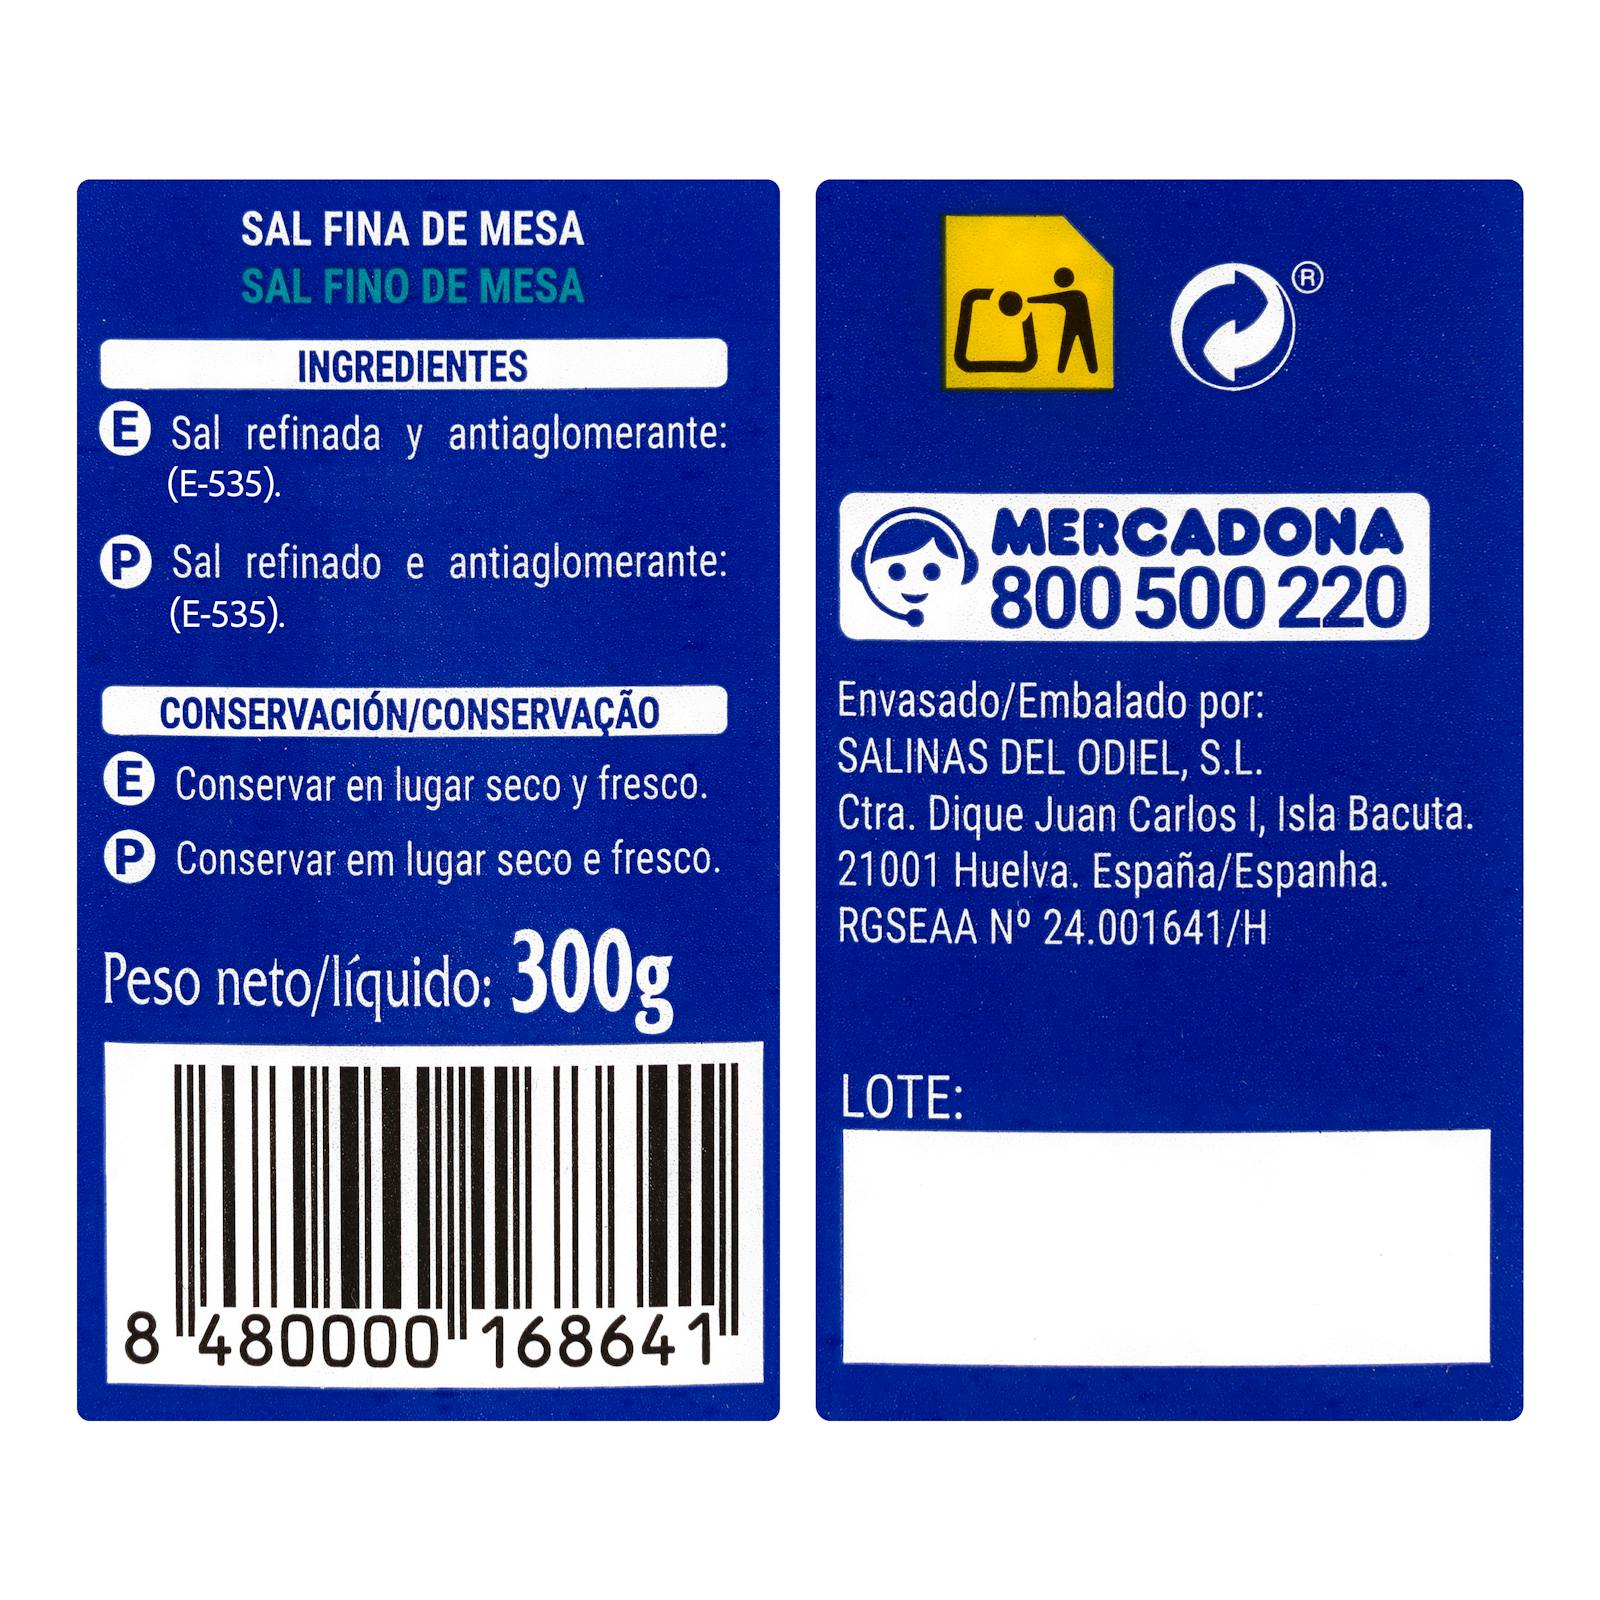 SAL FINA DE MESA
SAL FINO DE MESA
INGREDIENTES
E Sal refinada y antiaglomerante:
(E-535).
P Sal refinado e antiaglomerante:
(E-535).
CONSERVACIÓN/CONSERVAÇÃO
E Conservar en lugar seco y fresco.
P Conservar em lugar seco e fresco.
Peso neto/líquido: 300g
8 480000 168641
®
MERCADONA
800 500 220
Envasado/Embalado por:
SALINAS DEL ODIEL, S.L.
Ctra. Dique Juan Carlos I, Isla Bacuta.
21001 Huelva. España/Espanha.
RGSEAA Nº 24.001641/H
LOTE: